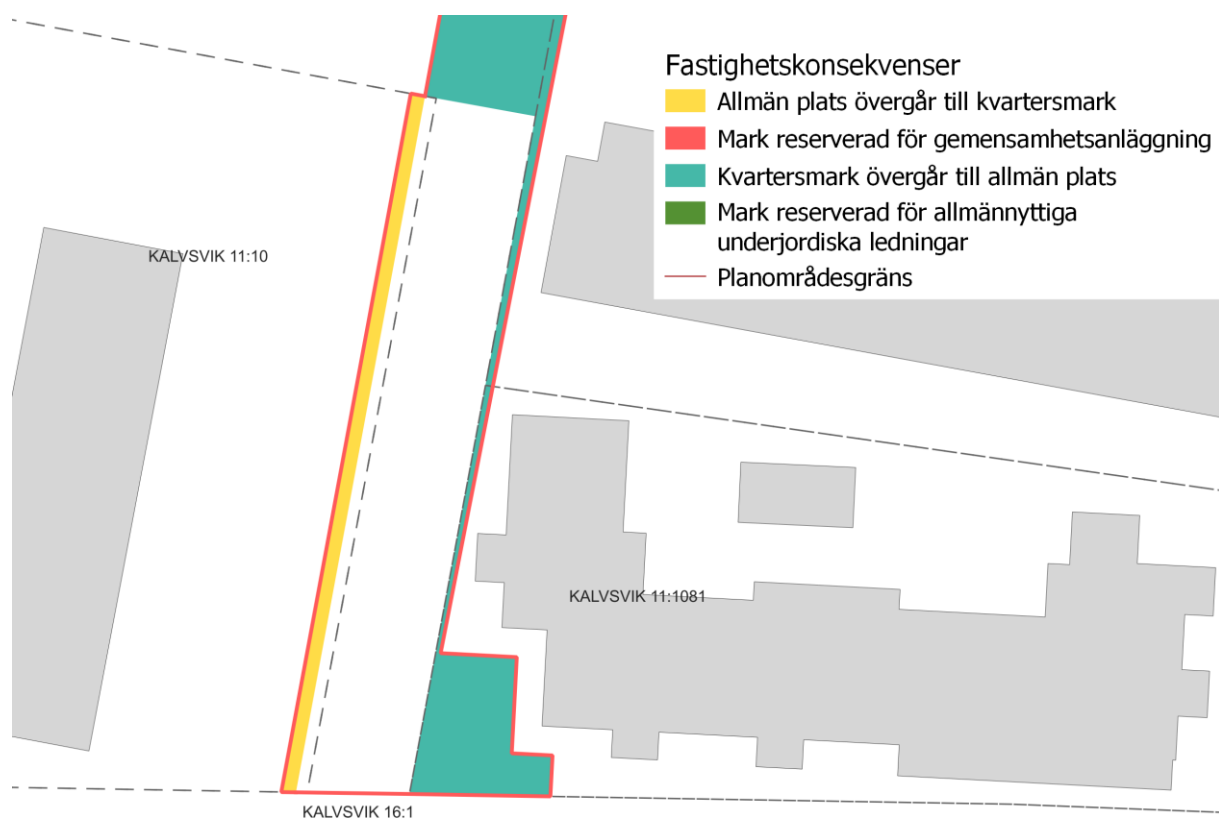 Fastighetskonsekvenser
Allmän plats övergår till kvartersmark
Mark reserverad för gemensamhetsanläggning
Kvartersmark övergår till allmän plats
Mark reserverad för allmännyttiga
underjordiska ledningar
Planområdesgräns
KALVSVIK 11:10
KALVSVIK 11:1081
KALVSVIK 16:1